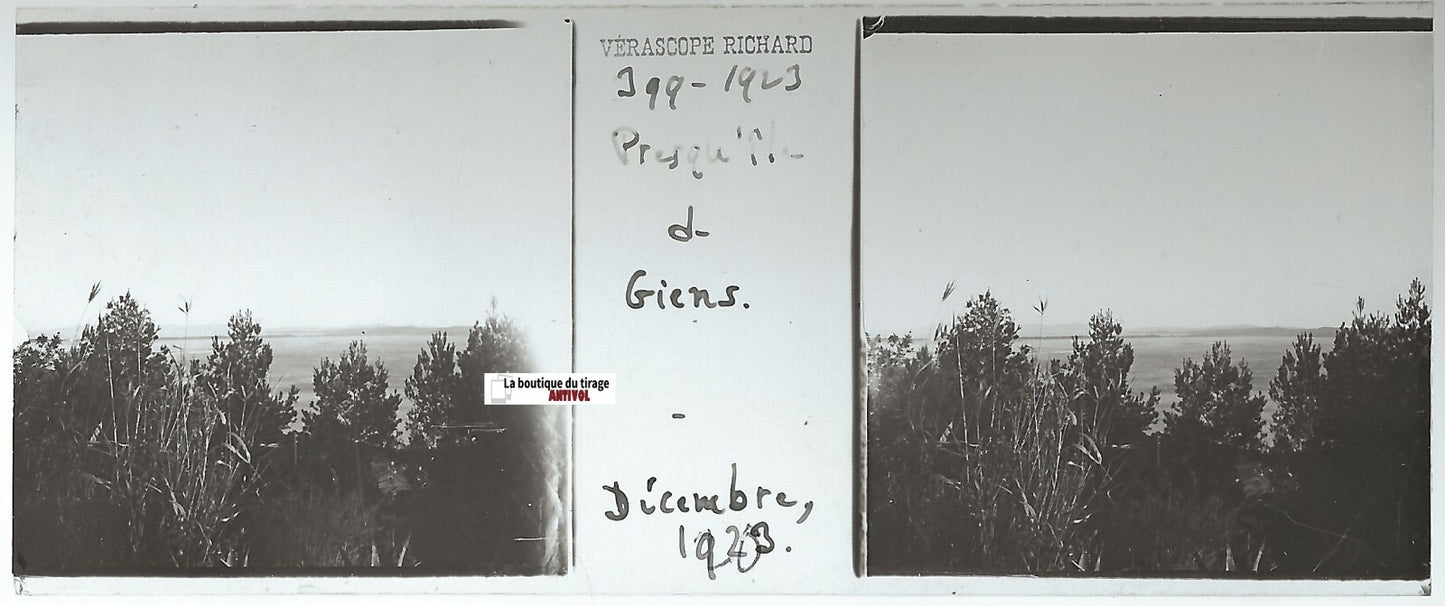 VÉRASCOPE RICHARD
399-1923
Presqu'île
de
Giens.
-
Décembre,
1923.
La boutique du tirage
ANTIVOL